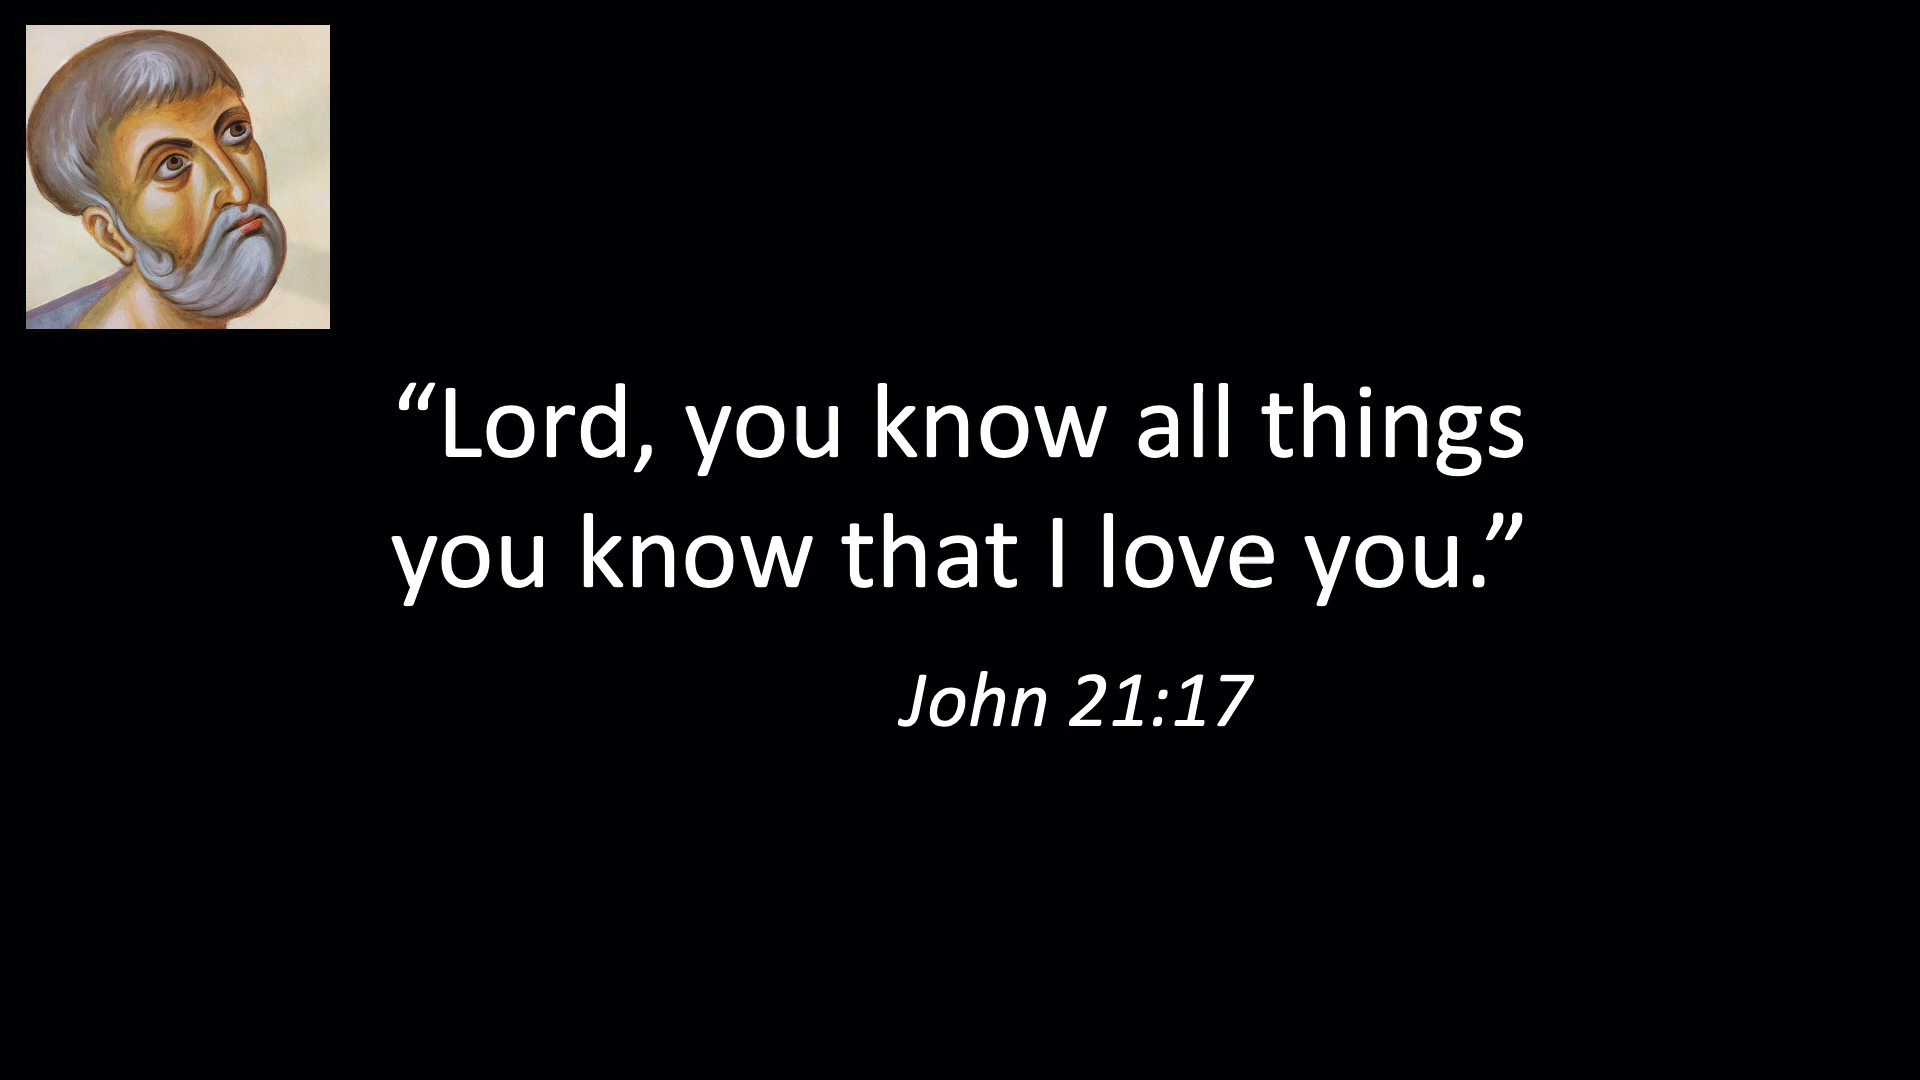 “Lord, you know all things
you know that I love you.”
John 21:17